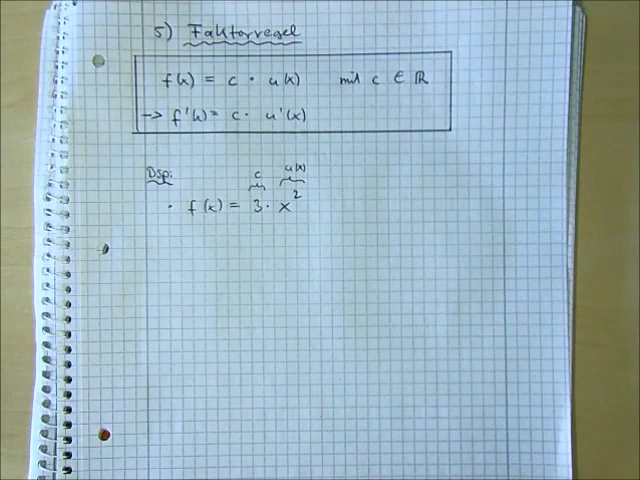 5) Faktorregel
f(x) = c · u(x) mit c ∈ ℝ
→ f'(x) = c · u'(x)
Bsp:
c u(x)
· f(x) = 3 · x²